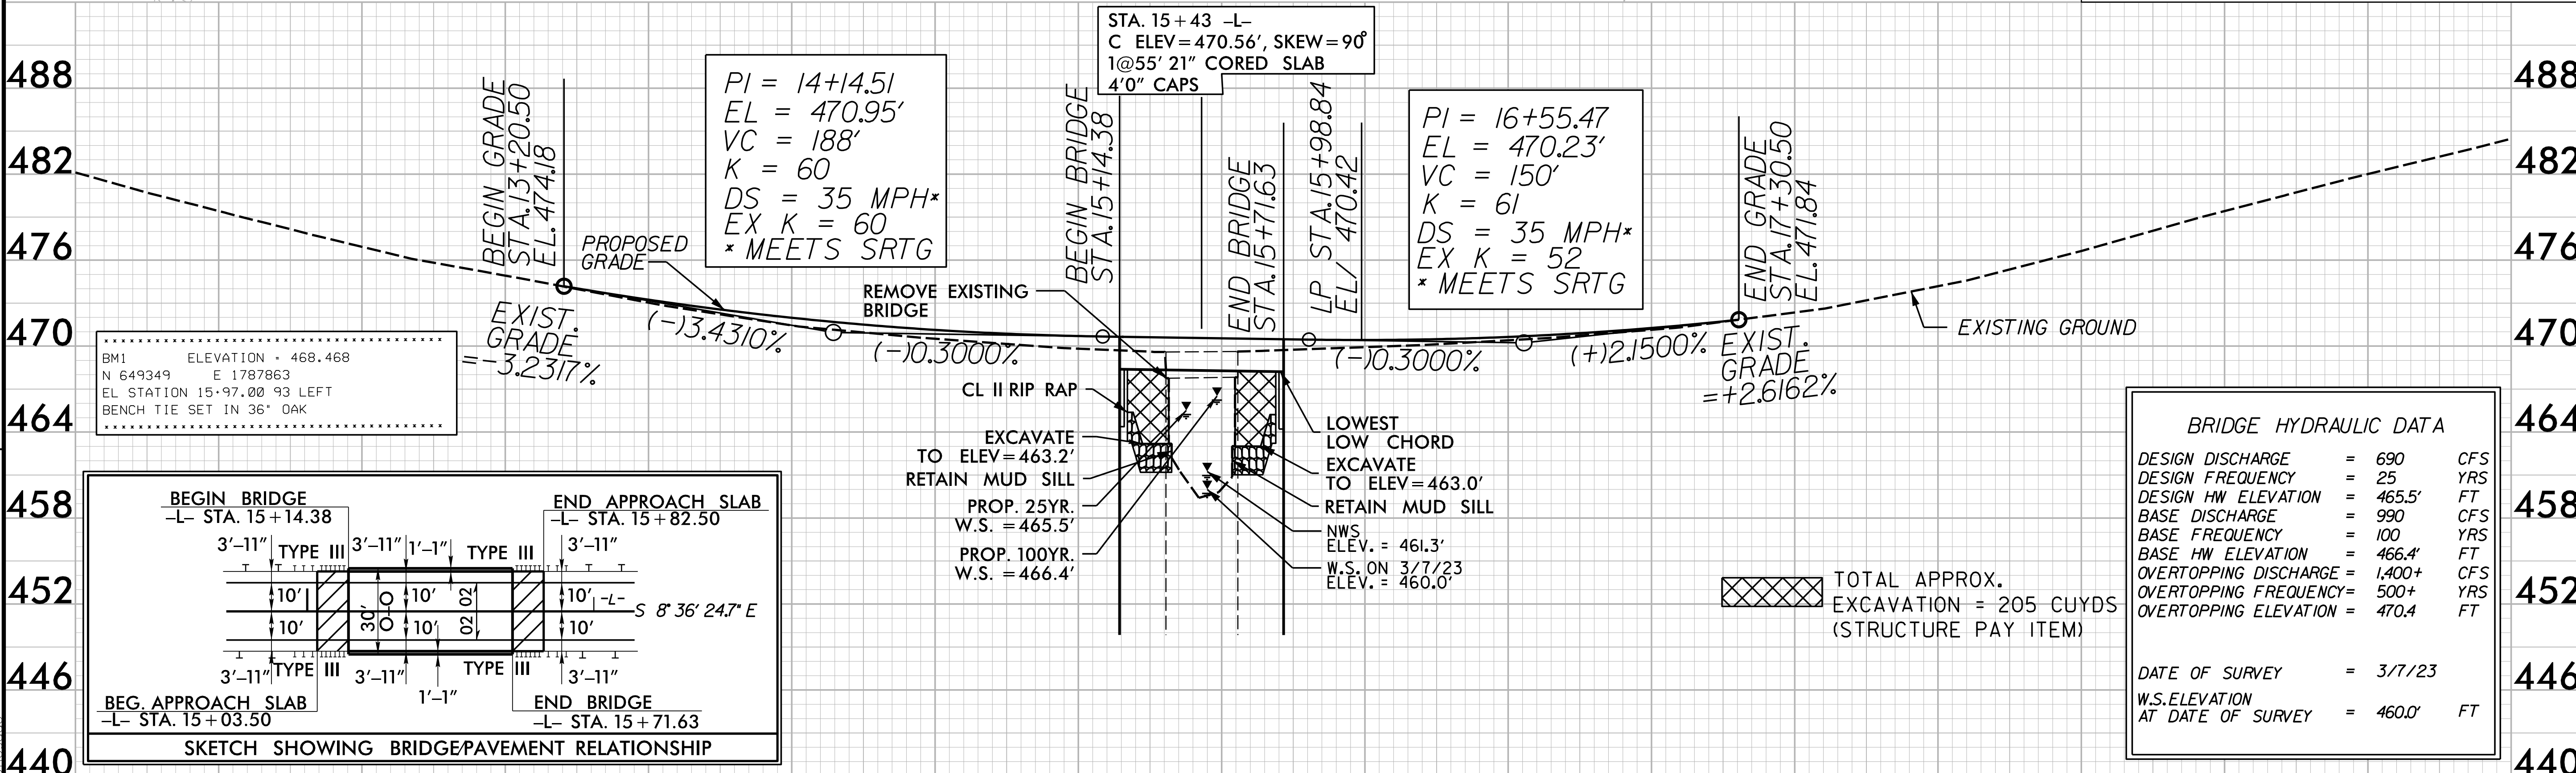 488
482
476
470
464
458
452
446
440
BEGIN GRADE
STA.13+20.50
EL.474.18
PI = 14+14.51
EL = 470.95'
VC = 188'
K = 60
DS = 35 MPH*
EX K = 60
* MEETS SRTG
STA. 15+43 -L-
C ELEV=470.56', SKEW=90°
1@55' 21" CORED SLAB
4'0" CAPS
BEGIN BRIDGE
STA.15+14.38
END BRIDGE
STA.15+71.63
LP STA.15+98.84
EL/ 470.42
PI = 16+55.47
EL = 470.23'
VC = 150'
K = 61
DS = 35 MPH*
EX K = 52
* MEETS SRTG
END GRADE
STA.17+30.50
EL.471.84
PROPOSED
GRADE
REMOVE EXISTING
BRIDGE
EXIST.
GRADE
=-3.2317%
(-)3.4310%
(-)0.3000%
(-)0.3000%
(+)2.1500%
EXIST.
GRADE
=+2.6162%
EXISTING GROUND
BM1 ELEVATION = 468.468
N 649349 E 1787863
EL STATION 15+97.00 93 LEFT
BENCH TIE SET IN 36" OAK
CL II RIP RAP
EXCAVATE
TO ELEV=463.2'
RETAIN MUD SILL
PROP. 25YR.
W.S. =465.5'
PROP. 100YR.
W.S. =466.4'
LOWEST
LOW CHORD
EXCAVATE
TO ELEV=463.0'
RETAIN MUD SILL
NWS
ELEV. = 461.3'
W.S. ON 3/7/23
ELEV. = 460.0'
BEGIN BRIDGE
-L- STA. 15+14.38
END APPROACH SLAB
-L- STA. 15+82.50
3'-11"
TYPE III
3'-11"
1'-1"
TYPE III
3'-11"
10'
10'
10'
-L-
S 8° 36' 24.7" E
30'
O-O
02 02
10'
10'
10'
3'-11"
TYPE III
3'-11"
1'-1"
TYPE III
3'-11"
BEG. APPROACH SLAB
-L- STA. 15+03.50
END BRIDGE
-L- STA. 15+71.63
SKETCH SHOWING BRIDGE/PAVEMENT RELATIONSHIP
TOTAL APPROX.
EXCAVATION = 205 CUYDS
(STRUCTURE PAY ITEM)
BRIDGE HYDRAULIC DATA
DESIGN DISCHARGE = 690 CFS
DESIGN FREQUENCY = 25 YRS
DESIGN HW ELEVATION = 465.5' FT
BASE DISCHARGE = 990 CFS
BASE FREQUENCY = 100 YRS
BASE HW ELEVATION = 466.4' FT
OVERTOPPING DISCHARGE = 1,400+ CFS
OVERTOPPING FREQUENCY= 500+ YRS
OVERTOPPING ELEVATION = 470.4 FT
DATE OF SURVEY = 3/7/23
W.S.ELEVATION
AT DATE OF SURVEY = 460.0' FT
488
482
476
470
464
458
452
446
440